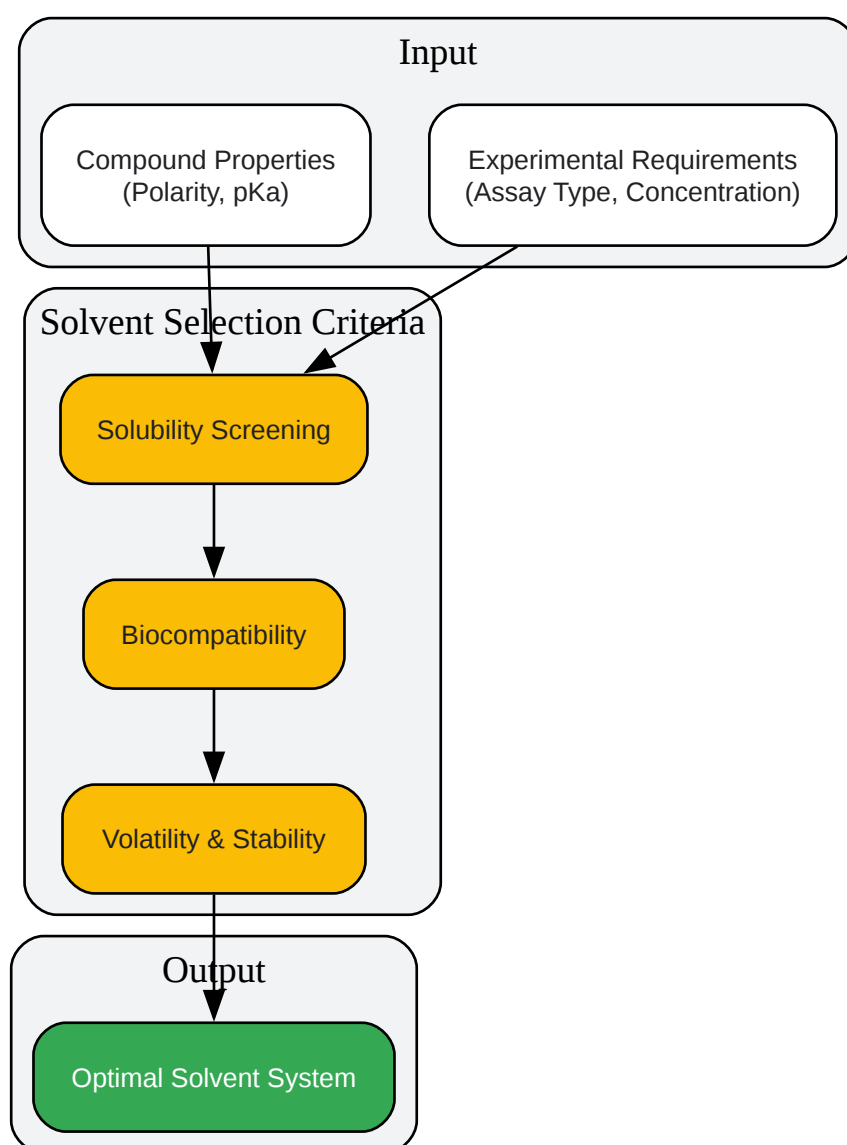 Input
Compound Properties
(Polarity, pKa)
Experimental Requirements
(Assay Type, Concentration)
Solvent Selection Criteria
Solubility Screening
Biocompatibility
Volatility & Stability
Output
Optimal Solvent System